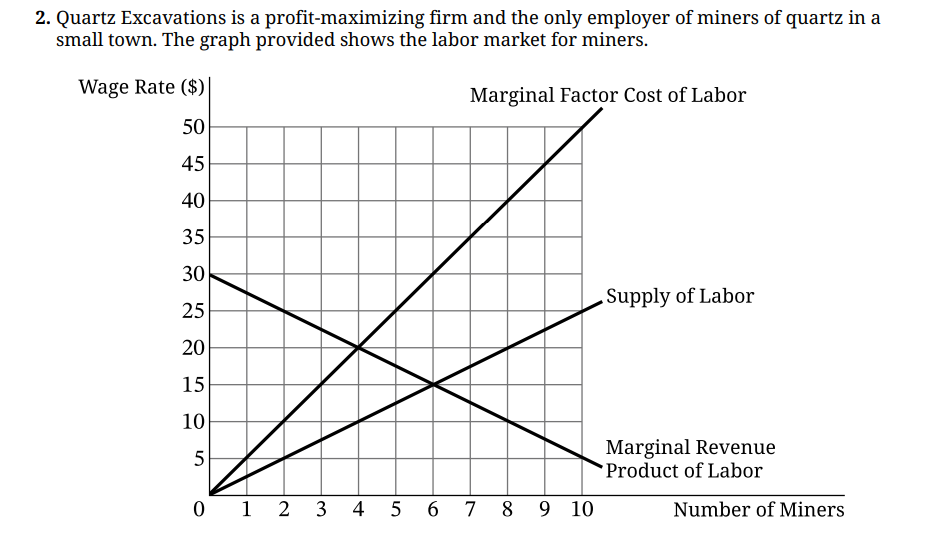 2. Quartz Excavations is a profit-maximizing firm and the only employer of miners of quartz in a
small town. The graph provided shows the labor market for miners.
Wage Rate ($)
Marginal Factor Cost of Labor
50
45
40
35
30
25
20
15
10
5
Supply of Labor
Marginal Revenue
Product of Labor
0 1 2 3 4 5 6 7 8 9 10 Number of Miners